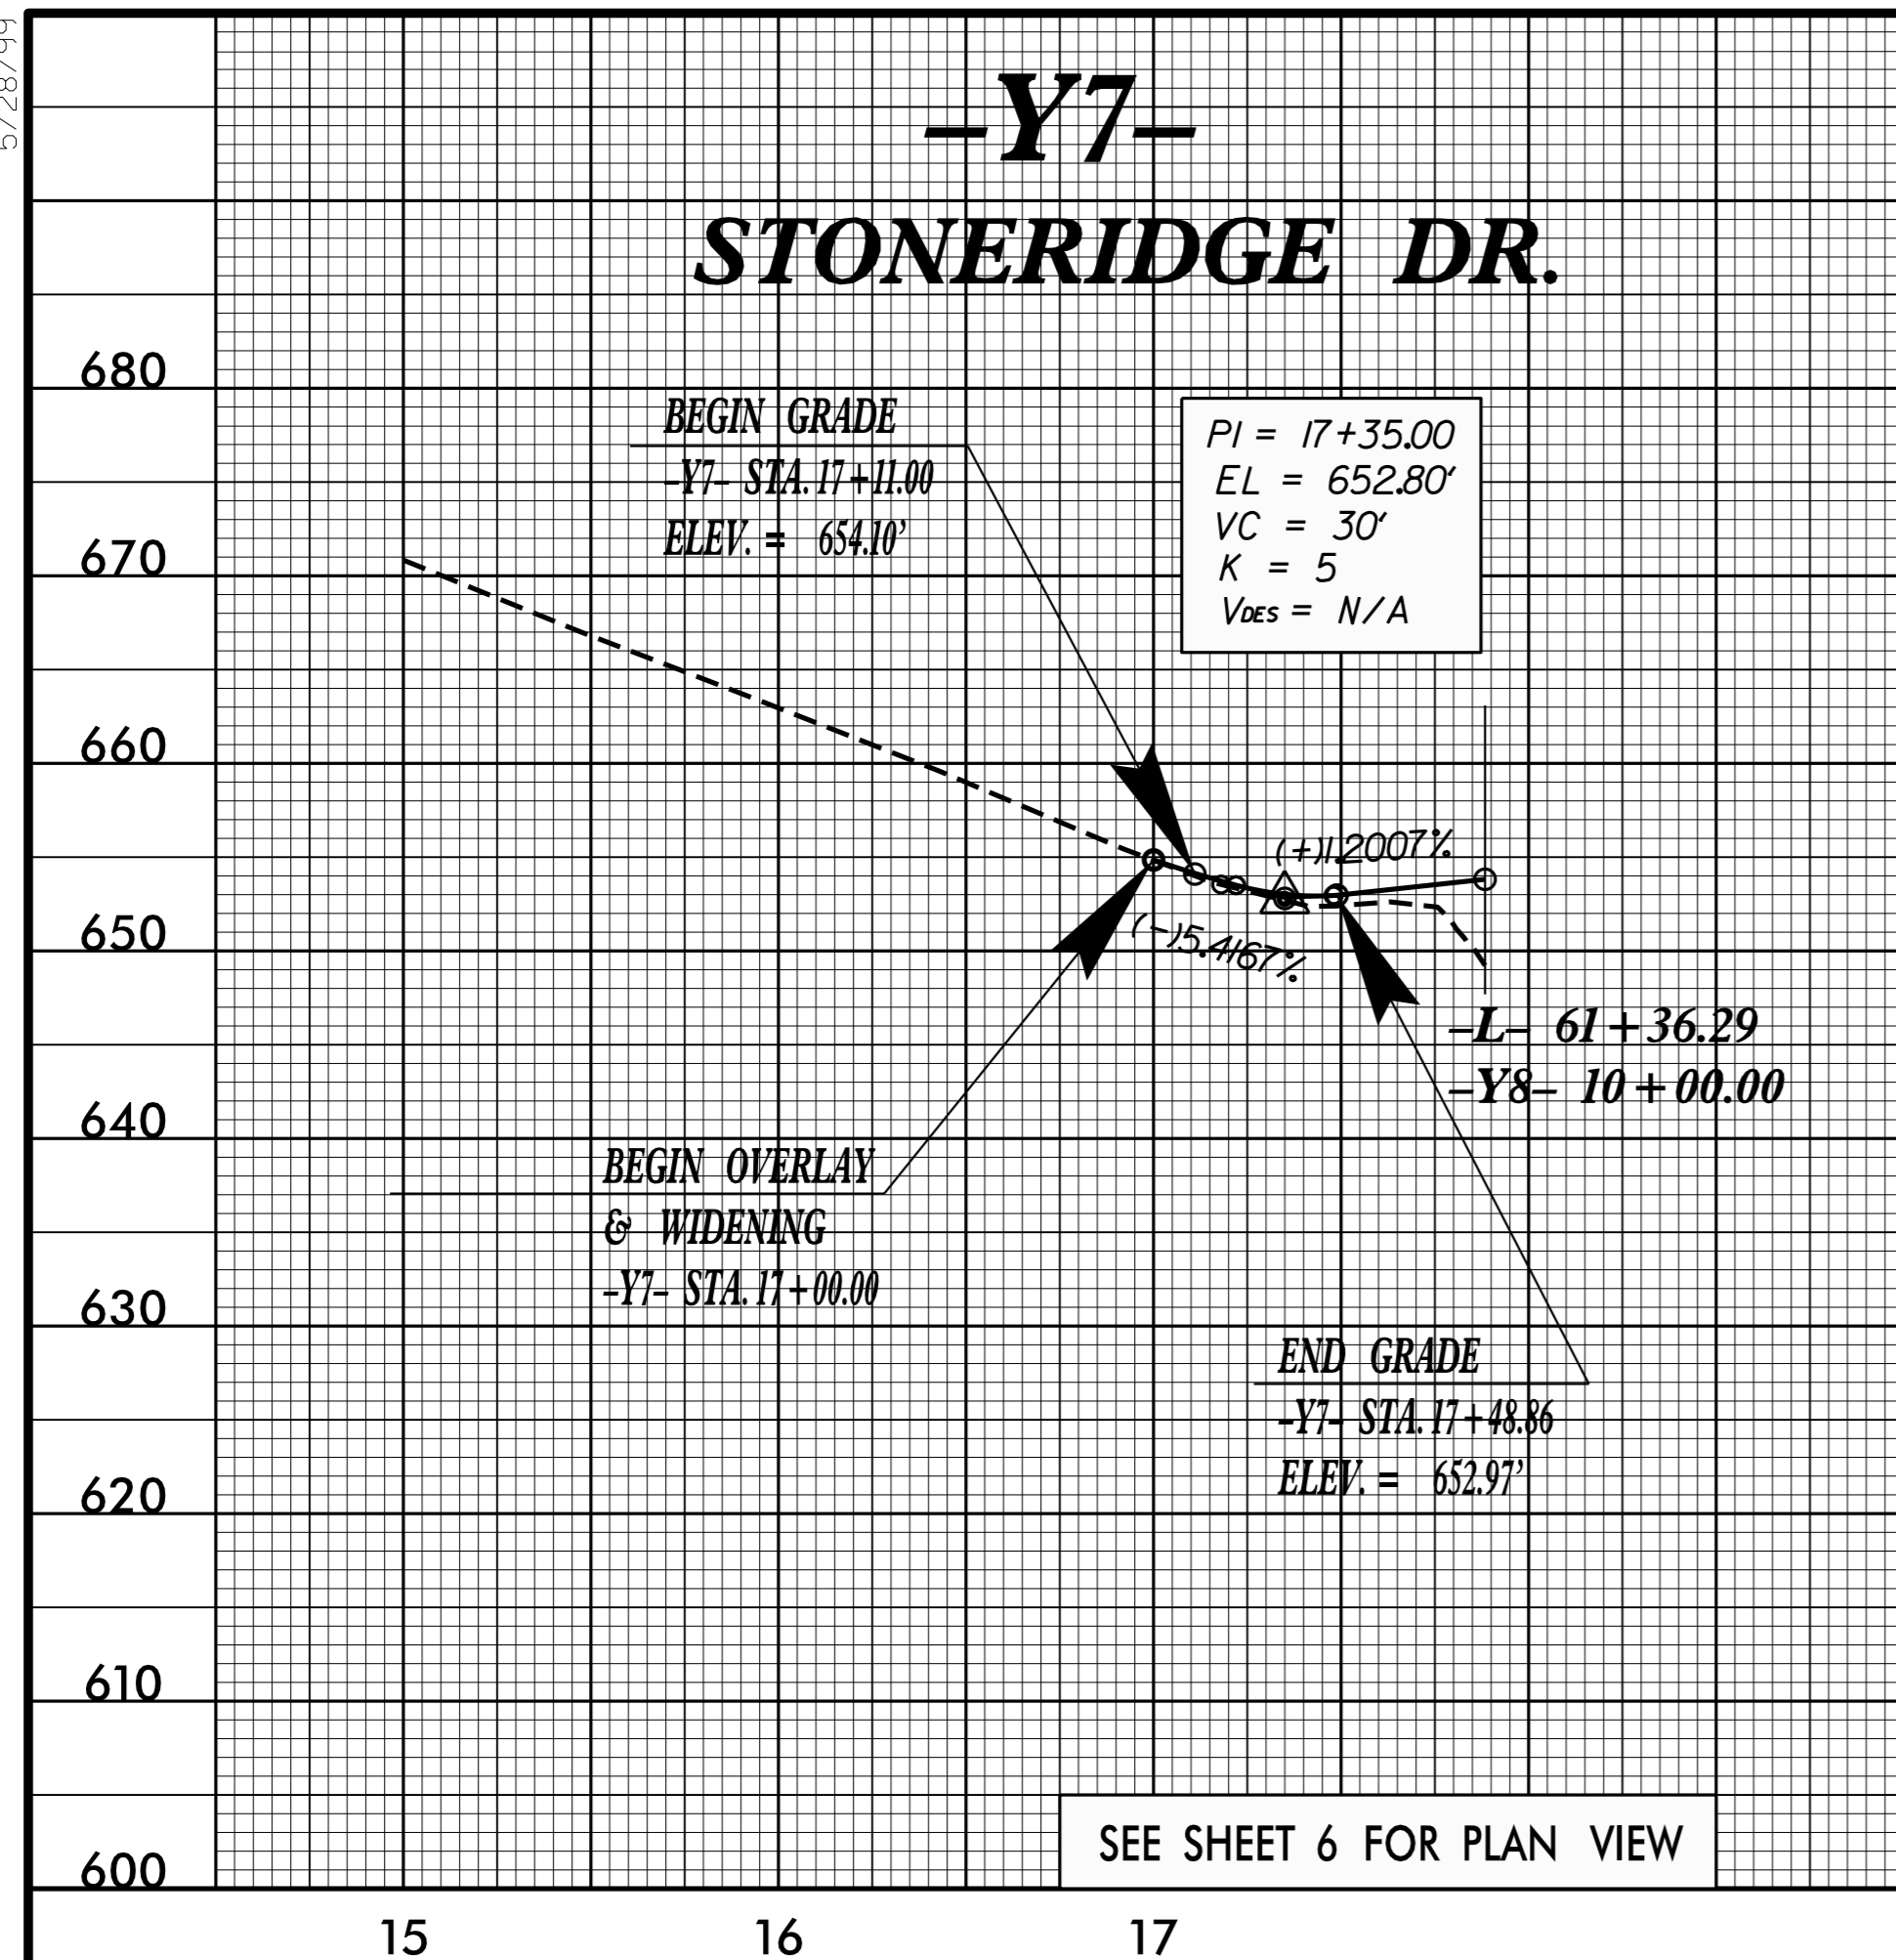 5/28/99
–Y7–
STONERIDGE DR.
680
670
660
650
640
630
620
610
600
BEGIN GRADE
–Y7– STA. 17+11.00
ELEV. = 654.10'
PI = 17+35.00
EL = 652.80'
VC = 30'
K = 5
VDES = N/A
(+)1.2007%
(-)5.4167%
–L– 61+36.29
–Y8– 10+00.00
BEGIN OVERLAY
& WIDENING
–Y7– STA. 17+00.00
END GRADE
–Y7– STA. 17+48.86
ELEV. = 652.97'
SEE SHEET 6 FOR PLAN VIEW
15 16 17